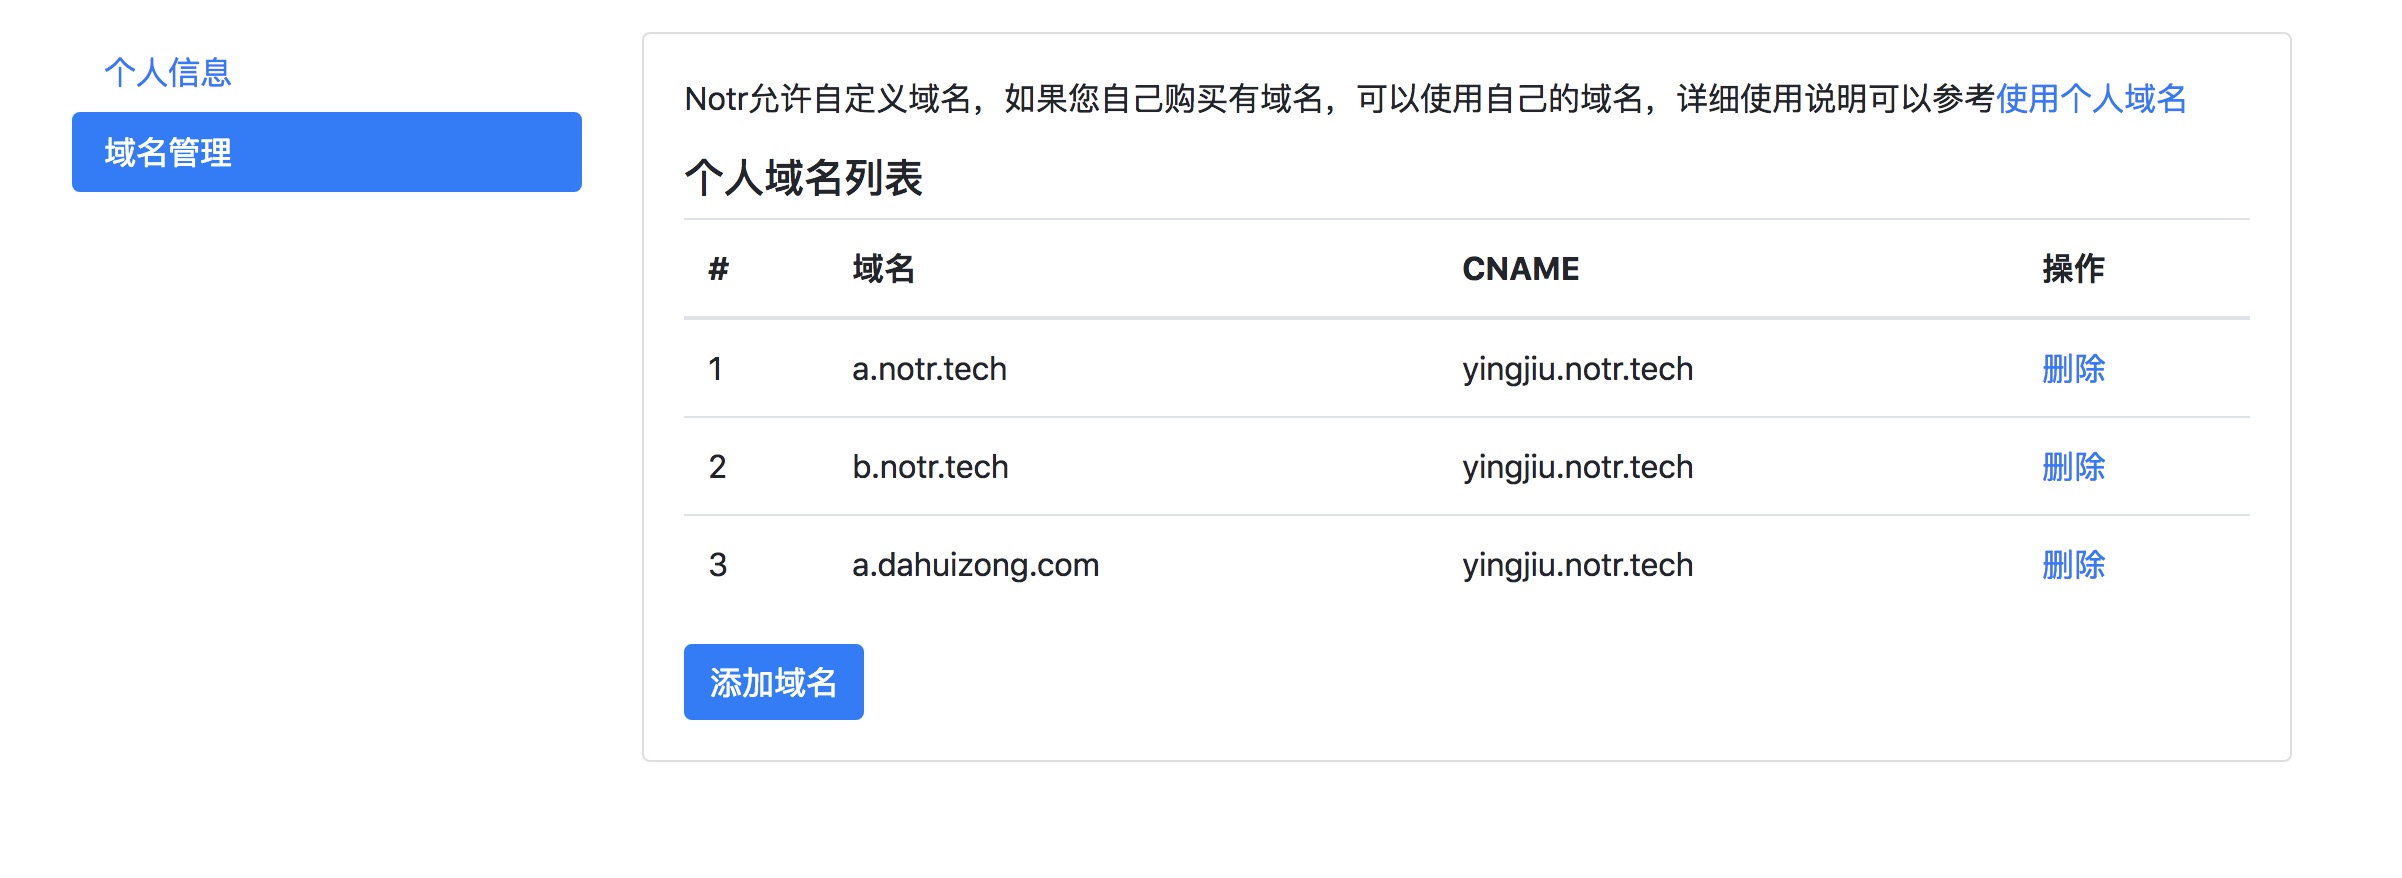 个人信息
域名管理
Notr允许自定义域名，如果您自己购买有域名，可以使用自己的域名，详细使用说明可以参考使用个人域名
个人域名列表
# 域名 CNAME 操作
1 a.notr.tech yingjiu.notr.tech 删除
2 b.notr.tech yingjiu.notr.tech 删除
3 a.dahuizong.com yingjiu.notr.tech 删除
添加域名